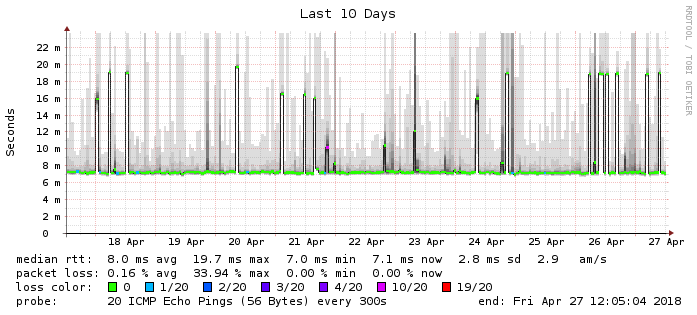 Last 10 Days
RRDTOOL / TOBI OETIKER
Seconds
22 m
20 m
18 m
16 m
14 m
12 m
10 m
8 m
6 m
4 m
2 m
0
18 Apr 19 Apr 20 Apr 21 Apr 22 Apr 23 Apr 24 Apr 25 Apr 26 Apr 27 Apr
median rtt: 8.0 ms avg 19.7 ms max 7.0 ms min 7.1 ms now 2.8 ms sd 2.9 am/s
packet loss: 0.16 % avg 33.94 % max 0.00 % min 0.00 % now
loss color: 0 1/20 2/20 3/20 4/20 10/20 19/20
probe: 20 ICMP Echo Pings (56 Bytes) every 300s end: Fri Apr 27 12:05:04 2018